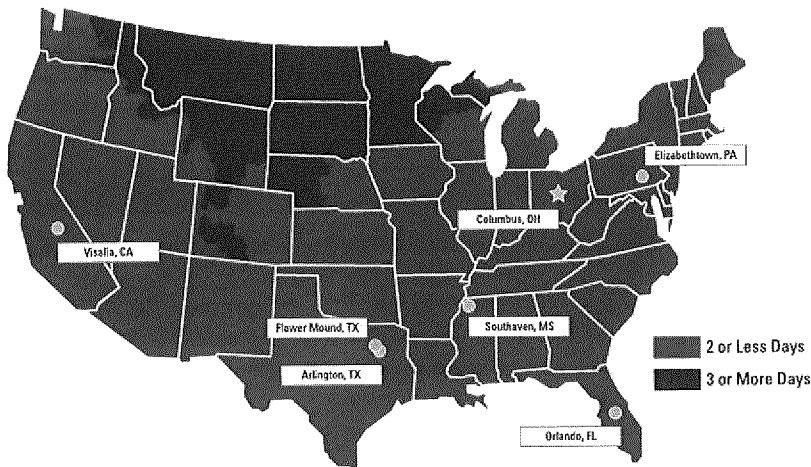 Elizabethtown, PA
Columbus, OH
Visalia, CA
Flower Mound, TX
Southaven, MS
2 or Less Days
Arlington, TX
3 or More Days
Orlando, FL